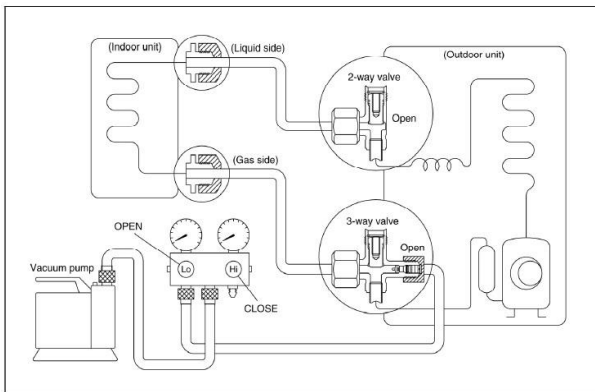 (Indoor unit)
(Liquid side)
(Outdoor unit)
2-way valve
Open
(Gas side)
3-way valve
OPEN
Open
Vacuum pump
Lo
Hi
CLOSE